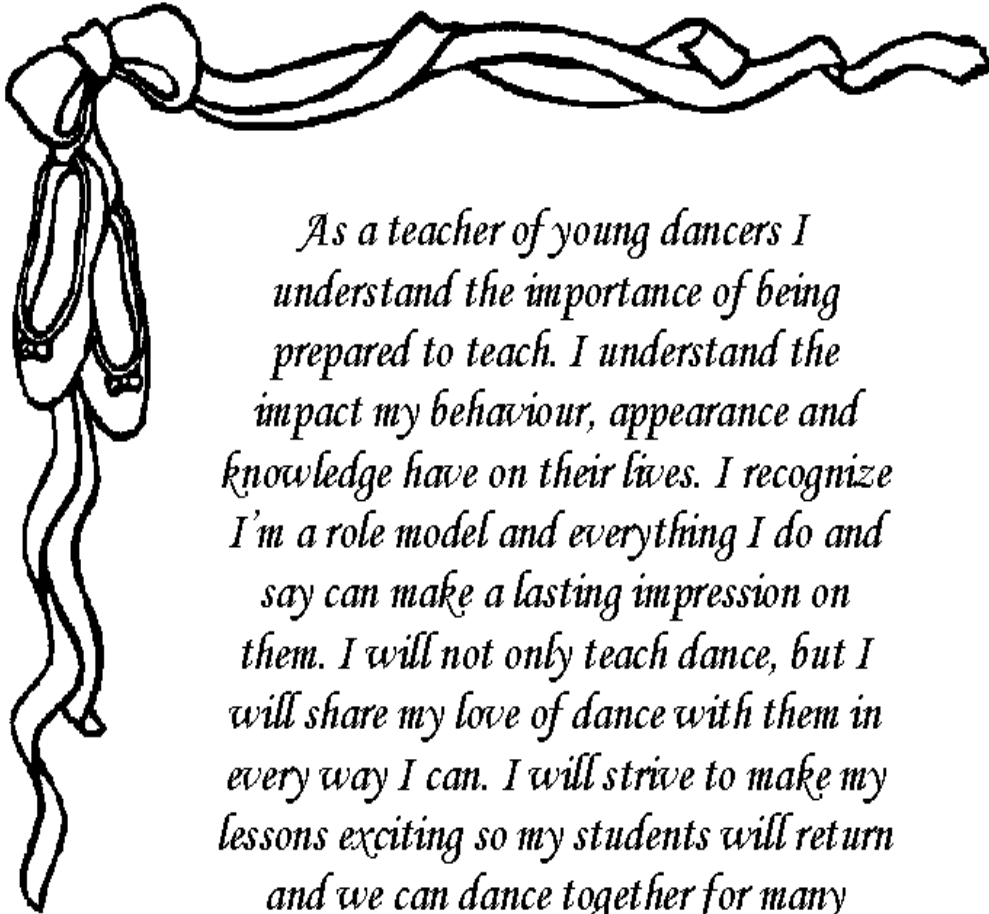 As a teacher of young dancers I
understand the importance of being
prepared to teach. I understand the
impact my behaviour, appearance and
knowledge have on their lives. I recognize
I'm a role model and everything I do and
say can make a lasting impression on
them. I will not only teach dance, but I
will share my love of dance with them in
every way I can. I will strive to make my
lessons exciting so my students will return
and we can dance together for many